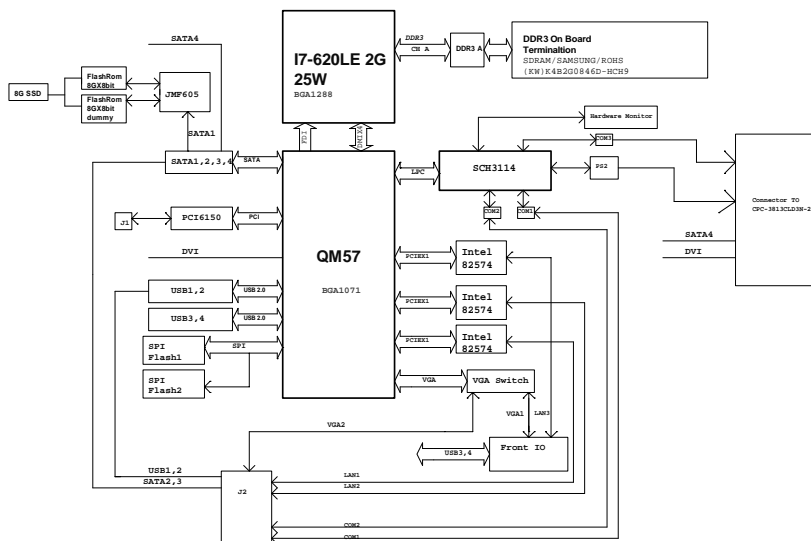 SATA4
I7-620LE 2G
25W
BGA1288
DDR3
CH A
DDR3 A
DDR3 On Board
Terminaltion
SDRAM/SAMSUNG/ROHS
(KW)K4B2G0846D-HCH9
8G SSD
FlashRom
8GX8bit
FlashRom
8GX8bit
dummy
JMF605
SATA1
FDI
DMIX4
Hardware Monitor
COM3
SATA1,2,3,4
SATA
LPC
SCH3114
PS2
Connector TO
CPC-3813CLD3N-2
COM2
COM1
J1
PCI6150
PCI
SATA4
DVI
DVI
QM57
BGA1071
PCIEX1
Intel
82574
USB1,2
USB 2.0
PCIEX1
Intel
82574
USB3,4
USB 2.0
PCIEX1
Intel
82574
SPI
Flash1
SPI
SPI
Flash2
VGA
VGA Switch
VGA1
LAN3
VGA2
Front IO
USB3,4
USB1,2
SATA2,3
J2
LAN1
LAN2
COM2
COM1